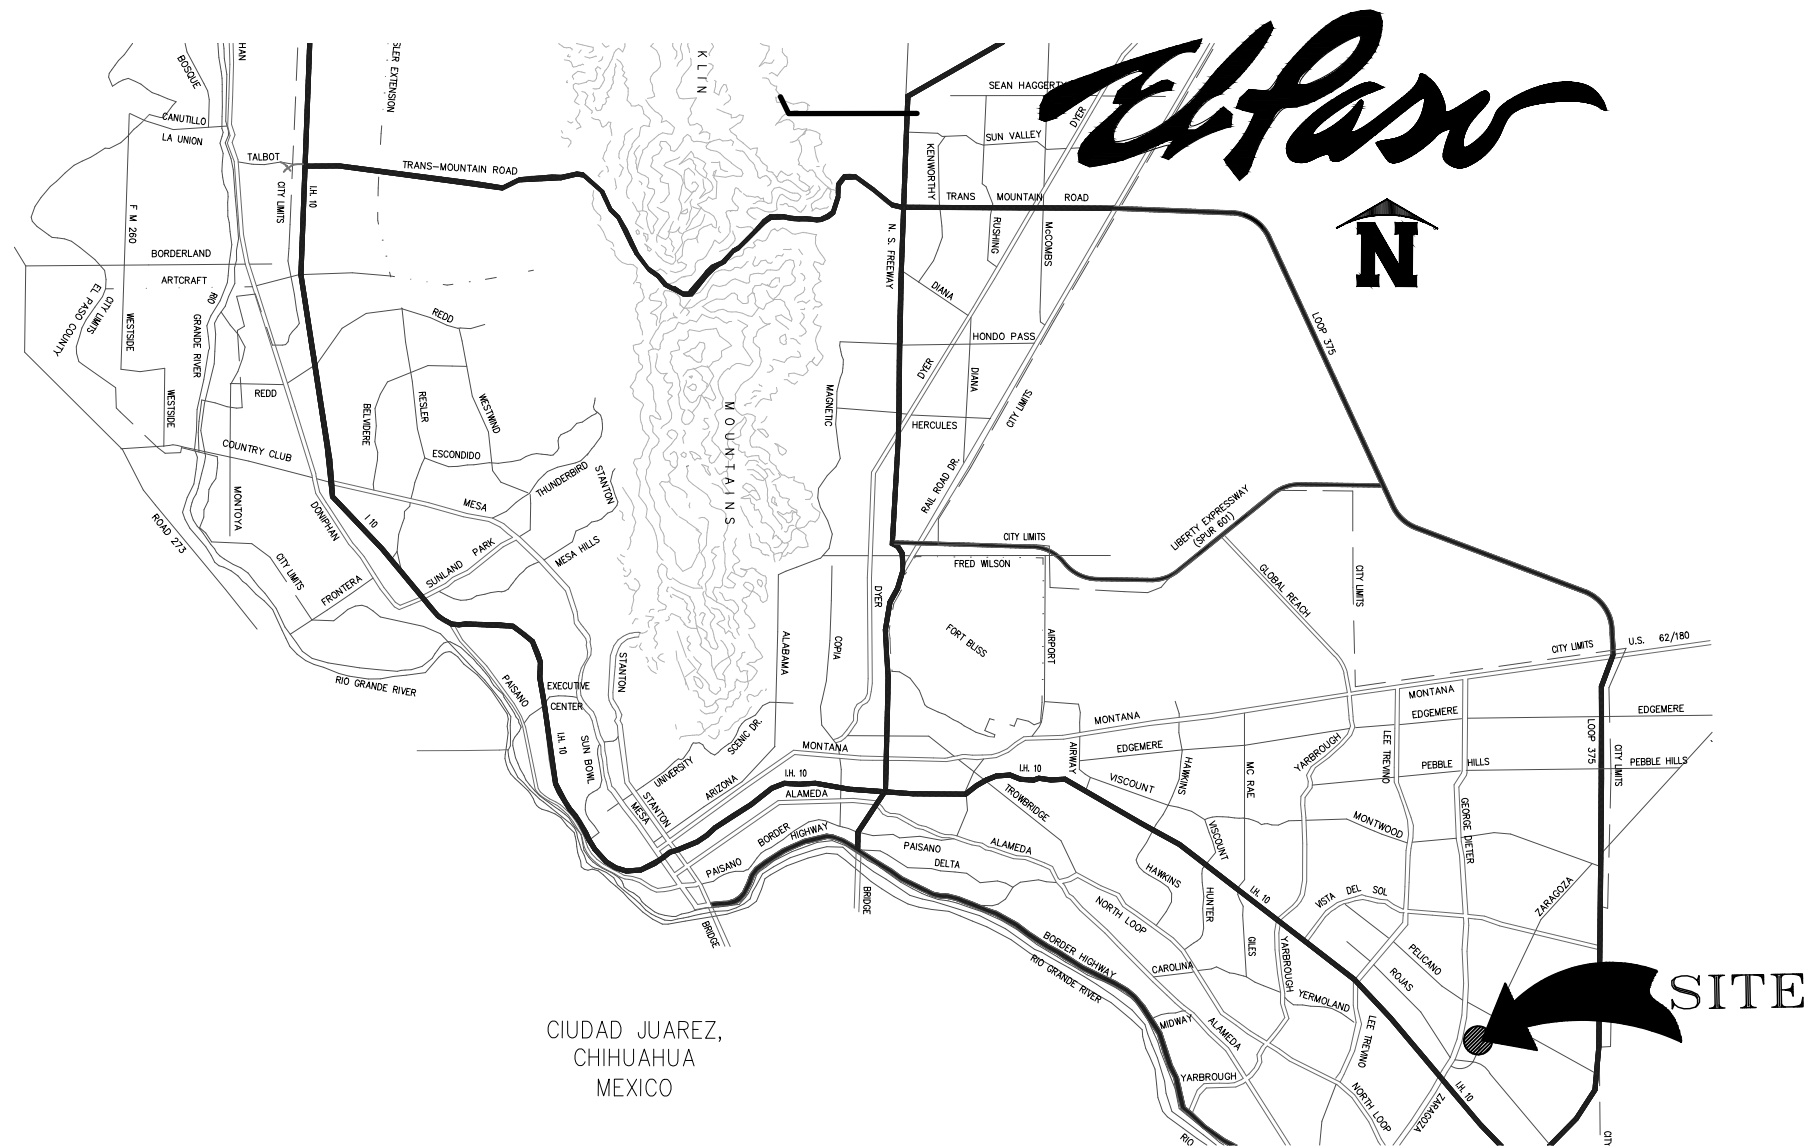 El Paso
N
SITE
CIUDAD JUAREZ,
CHIHUAHUA
MEXICO
BOSQUE
HAN
SLER EXTENSION
KLIN
CANUTILLO
LA UNION
TALBOT
TRANS-MOUNTAIN ROAD
CITY LIMITS
I.H. 10
F M 260
BORDERLAND
ARTCRAFT
EL PASO COUNTY
CITY LIMITS
WESTSIDE
RIO
GRANDE RIVER
WESTSIDE
REDD
REDD
BELVIDERE
RESLER
WESTWIND
COUNTRY CLUB
ESCONDIDO
THUNDERBIRD
STANTON
MONTOYA
DONIPHAN
I 10
MESA
ROAD 273
CITY LIMITS
FRONTERA
SUNLAND PARK
MESA HILLS
RIO GRANDE RIVER
PAISANO
EXECUTIVE
CENTER
STANTON
I.H. 10
SUN BOWL
MOUNTAINS
SEAN HAGGERT
DYER
SUN VALLEY
KENWORTHY
TRANS MOUNTAIN ROAD
RUSHING
McCOMBS
N. S. FREEWAY
DIANA
HONDO PASS
DYER
DIANA
MAGNETIC
HERCULES
CITY LIMITS
LOOP 375
RAIL ROAD DR.
CITY LIMITS
FRED WILSON
LIBERTY EXPRESSWAY
(SPUR 601)
GLOBAL REACH
CITY LIMITS
DYER
FORT BLISS
AIRPORT
ALABAMA
COPIA
CITY LIMITS
U.S. 62/180
MONTANA
EDGEMERE
EDGEMERE
MONTANA
EDGEMERE
AIRWAY
SCENIC DR.
UNIVERSITY
ARIZONA
MONTANA
I.H. 10
I.H. 10
ALAMEDA
VISCOUNT
HAWKINS
MC RAE
YARBROUGH
LEE TREVINO
PEBBLE HILLS
LOOP 375
CITY LIMITS
PEBBLE HILLS
STANTON
MESA
TROWBRIDGE
BORDER
HIGHWAY
PAISANO
PAISANO
DELTA
ALAMEDA
VISCOUNT
MONTWOOD
GEORGE DIETER
HAWKINS
HUNTER
I.H. 10
VISTA DEL SOL
ZARAGOZA
BRIDGE
BRIDGE
NORTH LOOP
BORDER HIGHWAY
RIO GRANDE RIVER
CAROLINA
GILES
YARBROUGH
PELICANO
ROJAS
YERMOLAND
MIDWAY
ALAMEDA
LEE TREVINO
YARBROUGH
NORTH LOOP
ZARAGOZA
I.H. 10
RIO
CITY